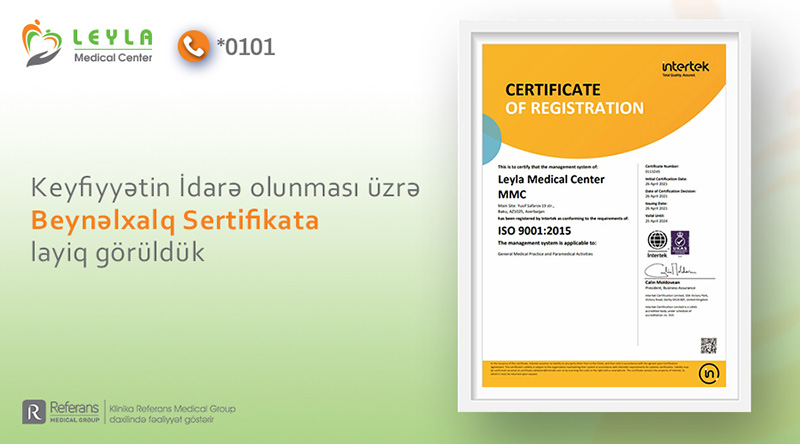 LEYLA
Medical Center
*0101
Keyfiyyətin İdarə olunması üzrə
Beynəlxalq Sertifikata
layiq görüldük
R Referans
MEDICAL GROUP
Klinika Referans Medical Group
daxilində fəaliyyət göstərir
intertek
Total Quality. Assured.
CERTIFICATE
OF REGISTRATION
This is to certify that the management system of:
Leyla Medical Center
MMC
Main Site: Yusif Safarov 19 str.,
Baku, AZ1025, Azerbaijan
has been registered by Intertek as conforming to the requirements of:
ISO 9001:2015
The management system is applicable to:
General Medical Practice and Paramedical Activities
Certificate Number:
Initial Certification Date:
26 April 2021
Date of Certification Decision:
26 April 2021
Issuing Date:
26 April 2021
Valid Until:
25 April 2024
intertek
UKAS
Calin Moldovean
President, Business Assurance